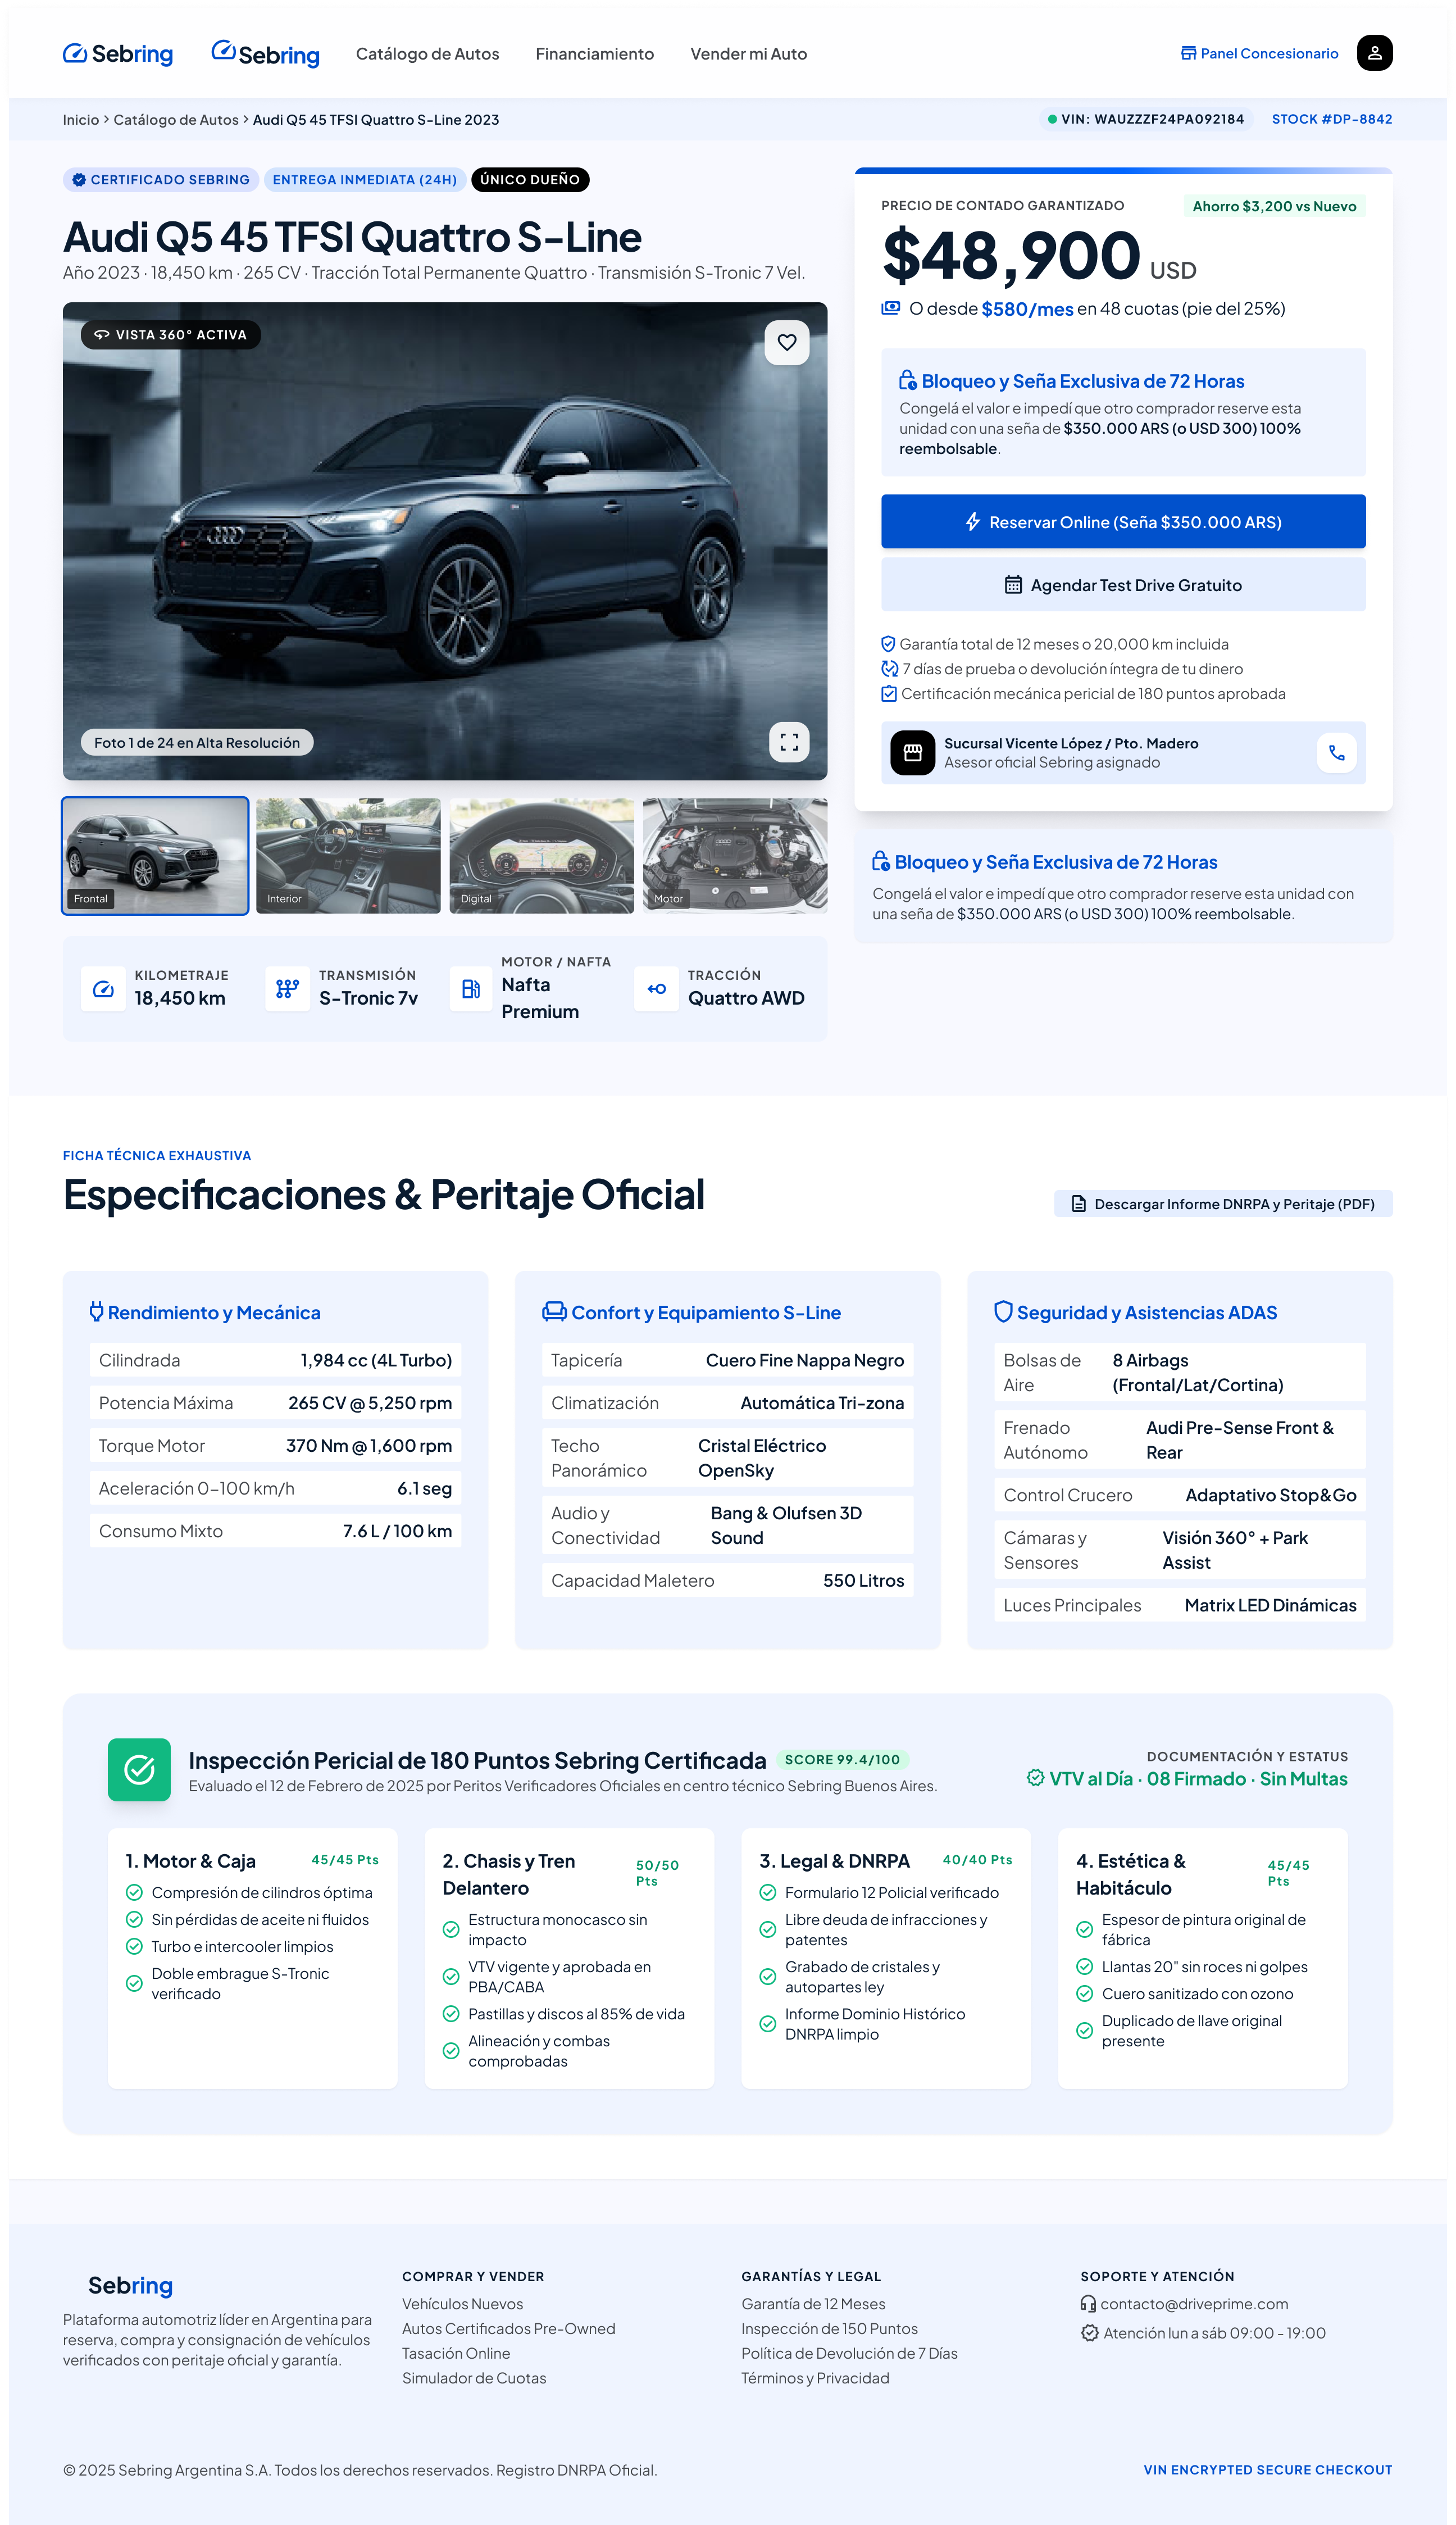 Sebring
Sebring
Catálogo de Autos
Financiamiento
Vender mi Auto
Panel Concesionario
Inicio > Catálogo de Autos > Audi Q5 45 TFSI Quattro S-Line 2023
VIN: WAUZZZF24PA092184
STOCK #DP-8842
CERTIFICADO SEBRING
ENTREGA INMEDIATA (24H)
ÚNICO DUEÑO
Audi Q5 45 TFSI Quattro S-Line
Año 2023 · 18,450 km · 265 CV · Tracción Total Permanente Quattro · Transmisión S-Tronic 7 Vel.
VISTA 360° ACTIVA
Foto 1 de 24 en Alta Resolución
Frontal
Interior
Digital
Motor
KILOMETRAJE
18,450 km
TRANSMISIÓN
S-Tronic 7v
MOTOR / NAFTA
Nafta
Premium
TRACCIÓN
Quattro AWD
PRECIO DE CONTADO GARANTIZADO
Ahorro $3,200 vs Nuevo
$48,900 USD
O desde $580/mes en 48 cuotas (pie del 25%)
Bloqueo y Seña Exclusiva de 72 Horas
Congelá el valor e impedí que otro comprador reserve esta
unidad con una seña de $350.000 ARS (o USD 300) 100%
reembolsable.
Reservar Online (Seña $350.000 ARS)
Agendar Test Drive Gratuito
Garantía total de 12 meses o 20,000 km incluida
7 días de prueba o devolución íntegra de tu dinero
Certificación mecánica pericial de 180 puntos aprobada
Sucursal Vicente López / Pto. Madero
Asesor oficial Sebring asignado
Bloqueo y Seña Exclusiva de 72 Horas
Congelá el valor e impedí que otro comprador reserve esta unidad con
una seña de $350.000 ARS (o USD 300) 100% reembolsable.
FICHA TÉCNICA EXHAUSTIVA
Especificaciones & Peritaje Oficial
Descargar Informe DNRPA y Peritaje (PDF)
Rendimiento y Mecánica
Cilindrada 1,984 cc (4L Turbo)
Potencia Máxima 265 CV @ 5,250 rpm
Torque Motor 370 Nm @ 1,600 rpm
Aceleración 0-100 km/h 6.1 seg
Consumo Mixto 7.6 L / 100 km
Confort y Equipamiento S-Line
Tapicería Cuero Fine Nappa Negro
Climatización Automática Tri-zona
Techo
Panorámico
Cristal Eléctrico
OpenSky
Audio y
Conectividad
Bang & Olufsen 3D
Sound
Capacidad Maletero 550 Litros
Seguridad y Asistencias ADAS
Bolsas de
Aire
8 Airbags
(Frontal/Lat/Cortina)
Frenado
Autónomo
Audi Pre-Sense Front &
Rear
Control Crucero Adaptativo Stop&Go
Cámaras y
Sensores
Visión 360° + Park
Assist
Luces Principales Matrix LED Dinámicas
Inspección Pericial de 180 Puntos Sebring Certificada
SCORE 99.4/100
Evaluado el 12 de Febrero de 2025 por Peritos Verificadores Oficiales en centro técnico Sebring Buenos Aires.
DOCUMENTACIÓN Y ESTATUS
VTV al Día · 08 Firmado · Sin Multas
1. Motor & Caja
45/45 Pts
Compresión de cilindros óptima
Sin pérdidas de aceite ni fluidos
Turbo e intercooler limpios
Doble embrague S-Tronic
verificado
2. Chasis y Tren
Delantero
50/50
Pts
Estructura monocasco sin
impacto
VTV vigente y aprobada en
PBA/CABA
Pastillas y discos al 85% de vida
Alineación y combas
comprobadas
3. Legal & DNRPA
40/40 Pts
Formulario 12 Policial verificado
Libre deuda de infracciones y
patentes
Grabado de cristales y
autopartes ley
Informe Dominio Histórico
DNRPA limpio
4. Estética &
Habitáculo
45/45
Pts
Espesor de pintura original de
fábrica
Llantas 20" sin roces ni golpes
Cuero sanitizado con ozono
Duplicado de llave original
presente
Sebring
Plataforma automotriz líder en Argentina para
reserva, compra y consignación de vehículos
verificados con peritaje oficial y garantía.
COMPRAR Y VENDER
Vehículos Nuevos
Autos Certificados Pre-Owned
Tasación Online
Simulador de Cuotas
GARANTÍAS Y LEGAL
Garantía de 12 Meses
Inspección de 150 Puntos
Política de Devolución de 7 Días
Términos y Privacidad
SOPORTE Y ATENCIÓN
contacto@driveprime.com
Atención lun a sáb 09:00 - 19:00
© 2025 Sebring Argentina S.A. Todos los derechos reservados. Registro DNRPA Oficial.
VIN ENCRYPTED SECURE CHECKOUT